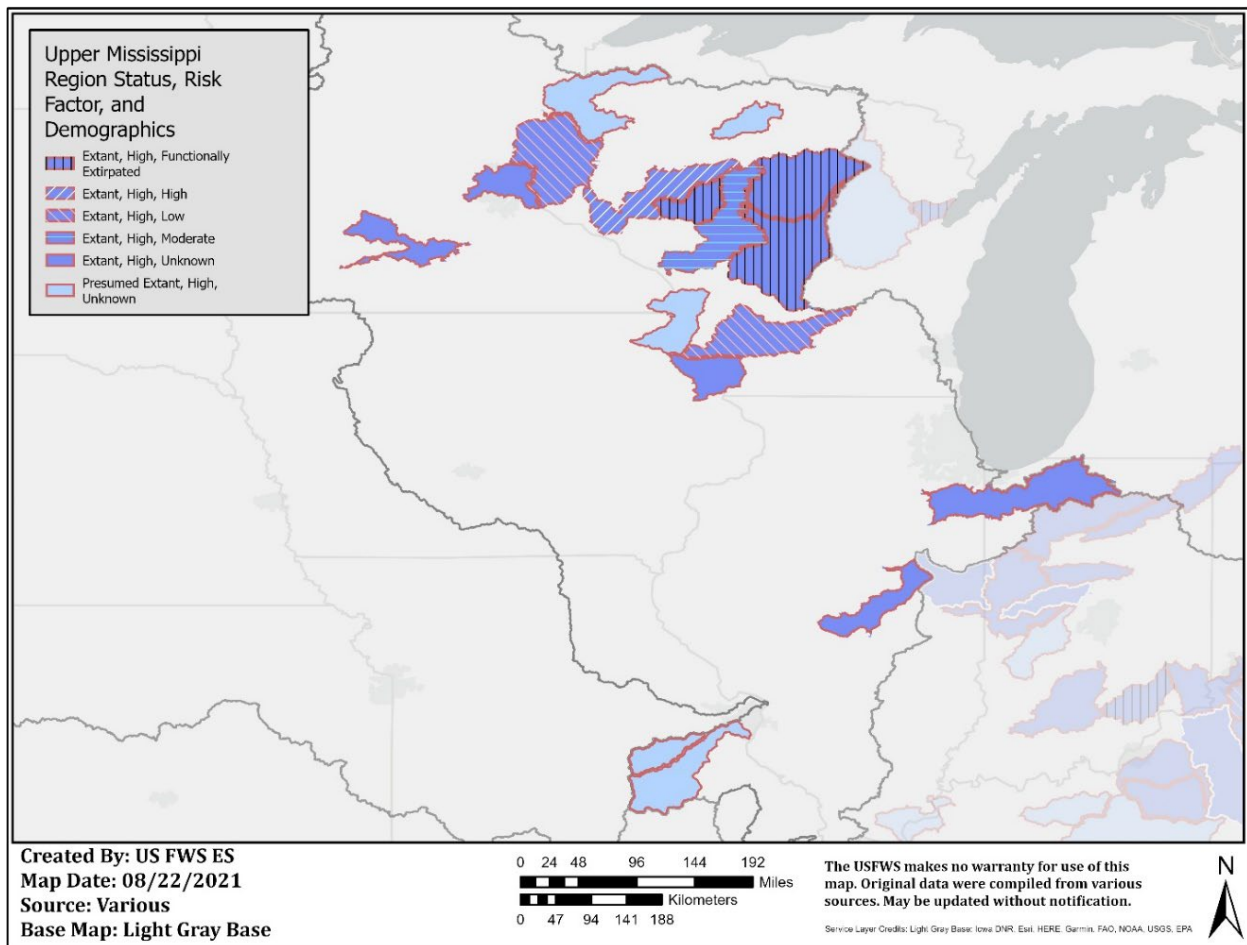 Upper Mississippi
Region Status, Risk
Factor, and
Demographics
Extant, High, Functionally
Extirpated
Extant, High, High
Extant, High, Low
Extant, High, Moderate
Extant, High, Unknown
Presumed Extant, High,
Unknown
Created By: US FWS ES
Map Date: 08/22/2021
Source: Various
Base Map: Light Gray Base
0 24 48 96 144 192
Miles
Kilometers
0 47 94 141 188
The USFWS makes no warranty for use of this
map. Original data were compiled from various
sources. May be updated without notification.
Service Layer Credits: Light Gray Base: Iowa DNR, Esri, HERE, Garmin, FAO, NOAA, USGS, EPA
N